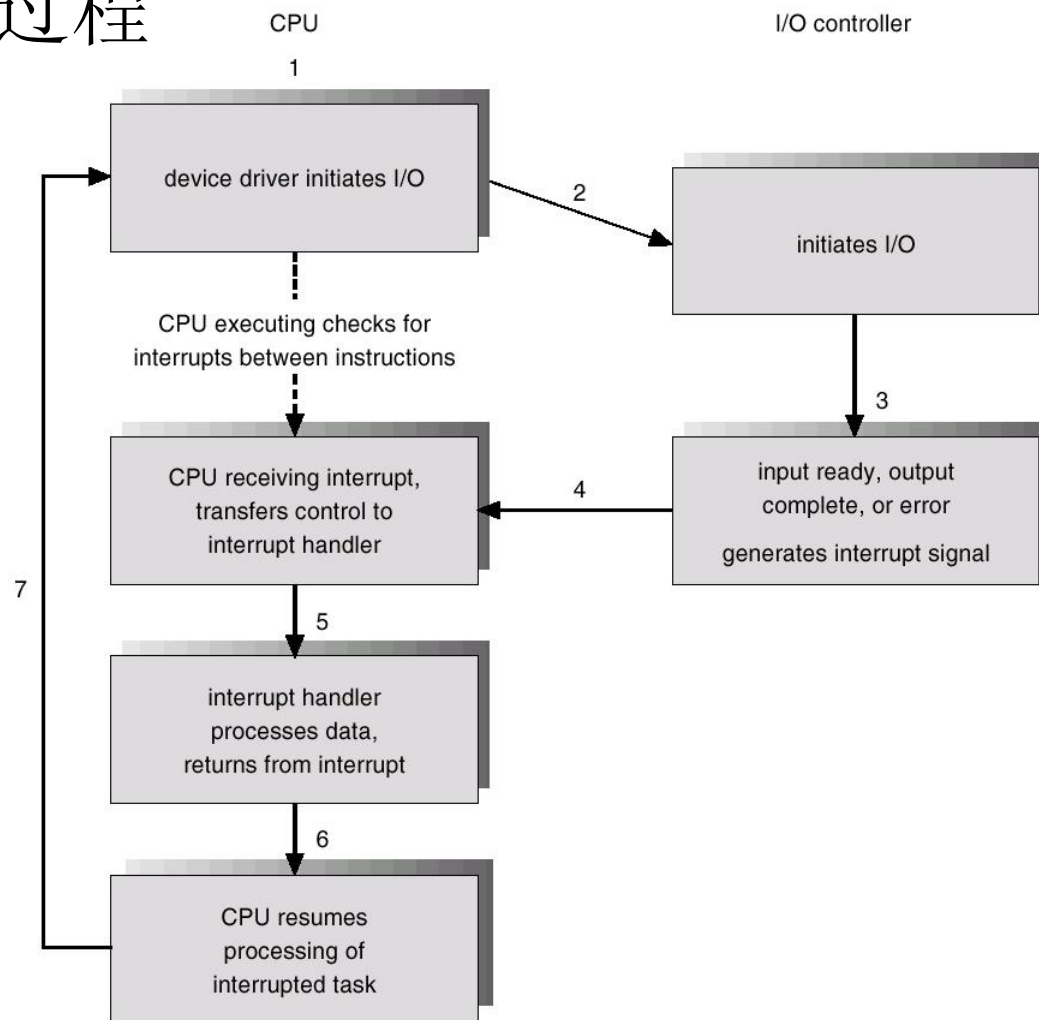 过程
CPU
I/O controller
1
device driver initiates I/O
2
initiates I/O
CPU executing checks for
interrupts between instructions
3
CPU receiving interrupt,
transfers control to
interrupt handler
4
input ready, output
complete, or error
generates interrupt signal
7
5
interrupt handler
processes data,
returns from interrupt
6
CPU resumes
processing of
interrupted task